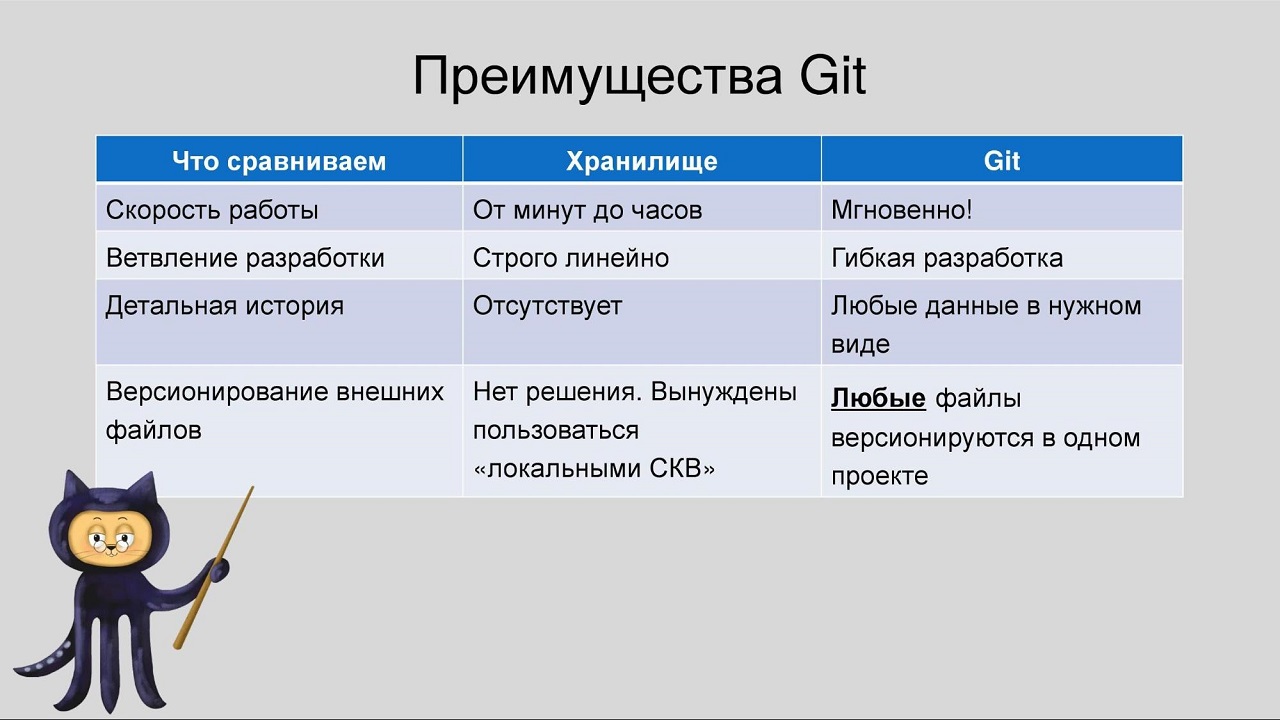 Преимущества Git
Что сравниваем
Хранилище
Git
Скорость работы
От минут до часов
Мгновенно!
Ветвление разработки
Строго линейно
Гибкая разработка
Детальная история
Отсутствует
Любые данные в нужном
виде
Версионирование внешних
файлов
Нет решения. Вынуждены
пользоваться
«локальными СКВ»
Любые файлы
версионируются в одном
проекте